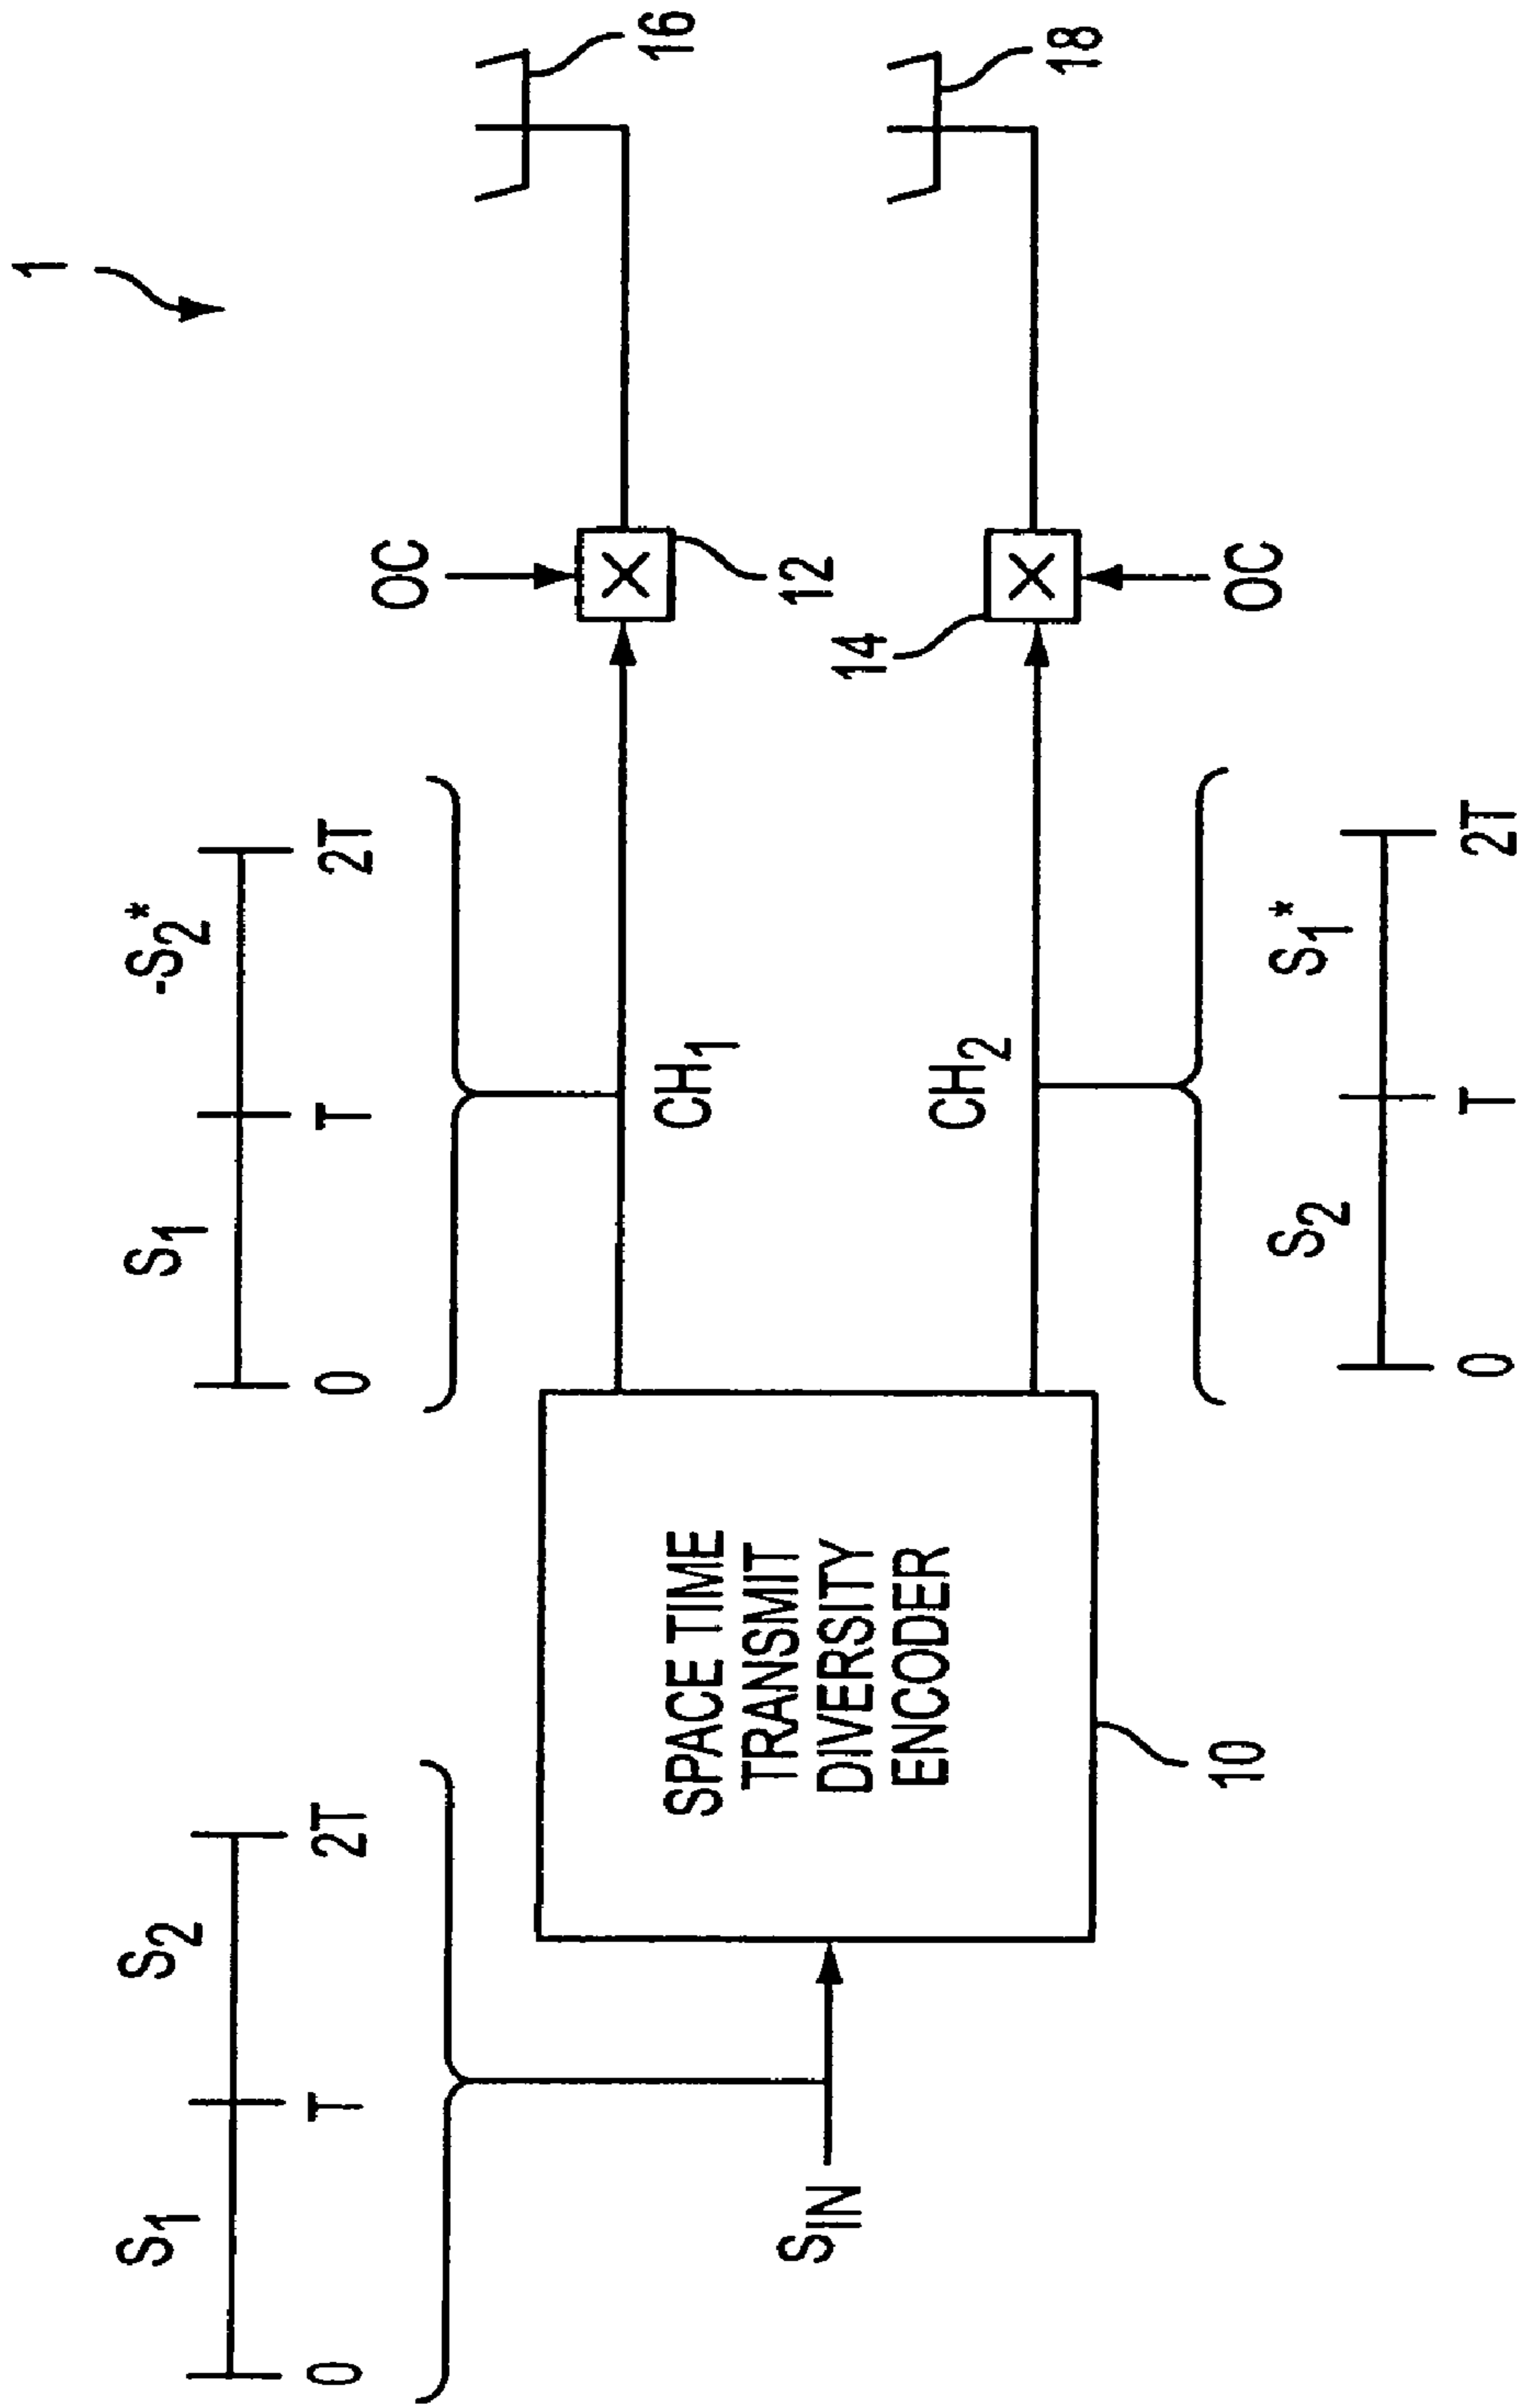 1
S1 S2
0 T 2T
SIN
SPACE TIME
TRANSMIT
DIVERSITY
ENCODER
10
S1 -S2*
0 T 2T
CH1
OC
12
16
CH2
14
OC
18
S2 S1*
0 T 2T